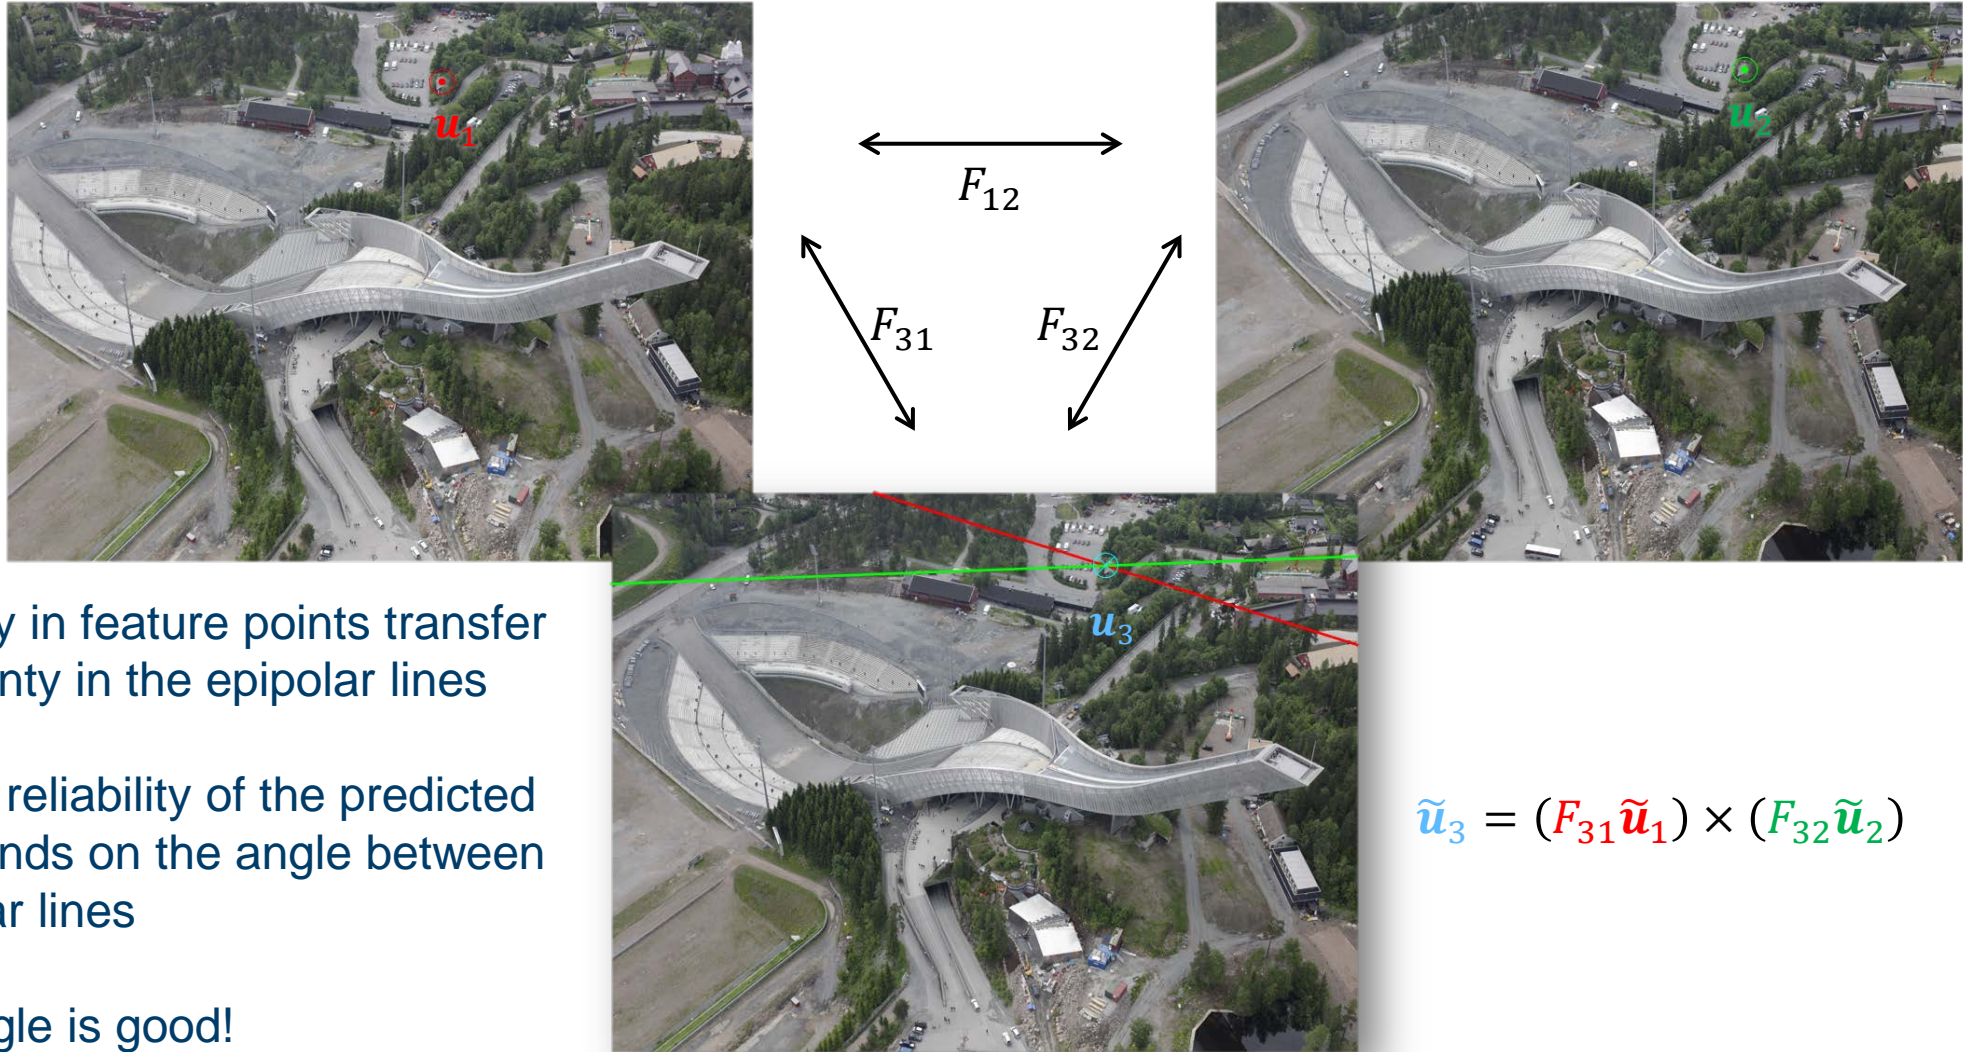 u₁
u₂
F₁₂
F₃₁
F₃₂
u₃
y in feature points transfer
nty in the epipolar lines
reliability of the predicted
nds on the angle between
ar lines
gle is good!
ũ₃ = (F₃₁ũ₁) × (F₃₂ũ₂)